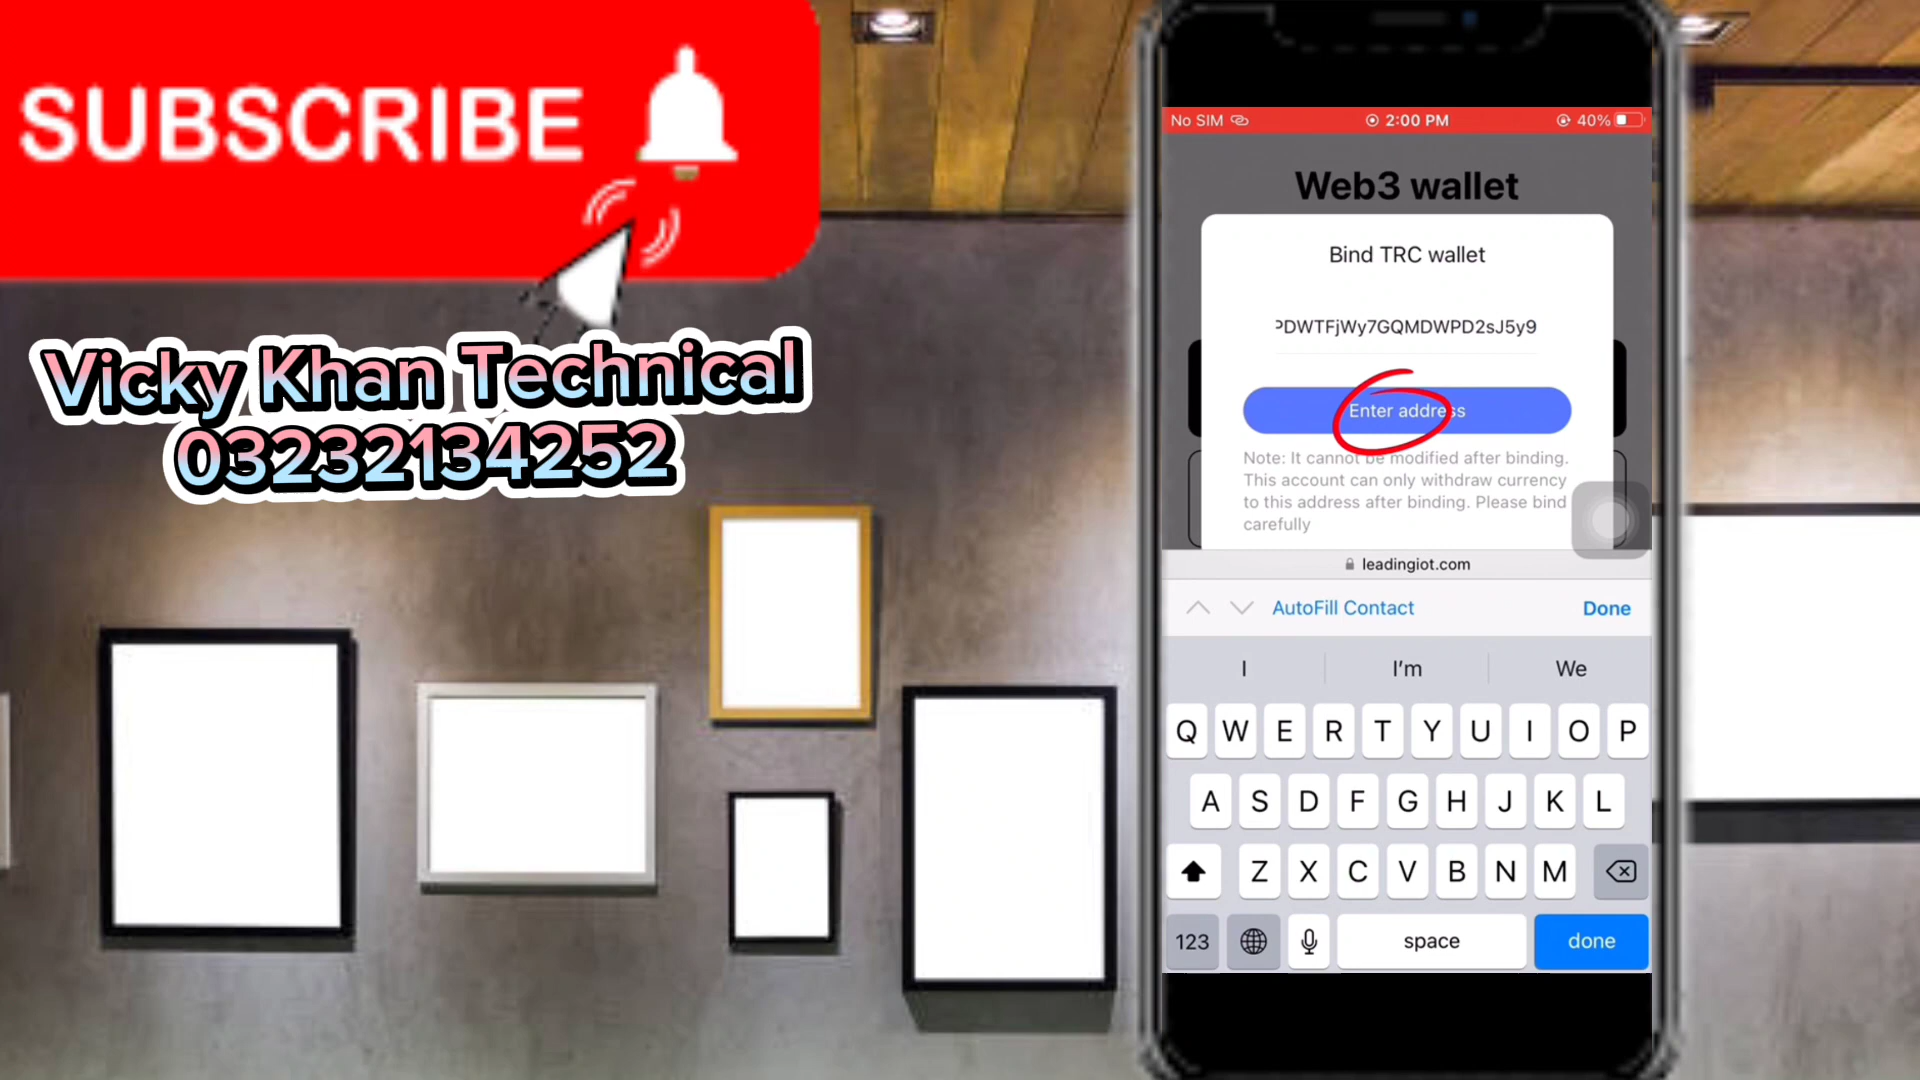 SUBSCRIBE
Vicky Khan Technical
03232134252
No SIM
2:00 PM
40%
Web3 wallet
Bind TRC wallet
PDWTFjWy7GQMDWPD2sJ5y9
Enter address
Note: It cannot be modified after binding.
This account can only withdraw currency
to this address after binding. Please bind
carefully
leadingiot.com
AutoFill Contact
Done
I
I'm
We
Q W E R T Y U I O P
A S D F G H J K L
Z X C V B N M
123
space
done